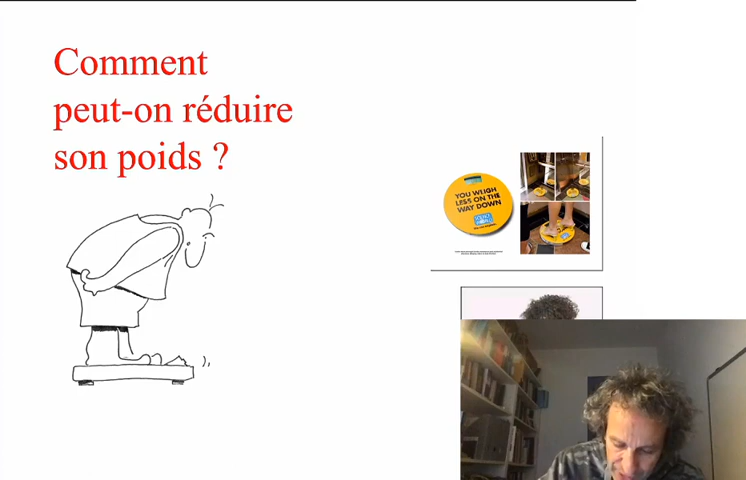 Comment
peut-on réduire
son poids ?
YOU WEIGH
LESS ON THE
WAY DOWN